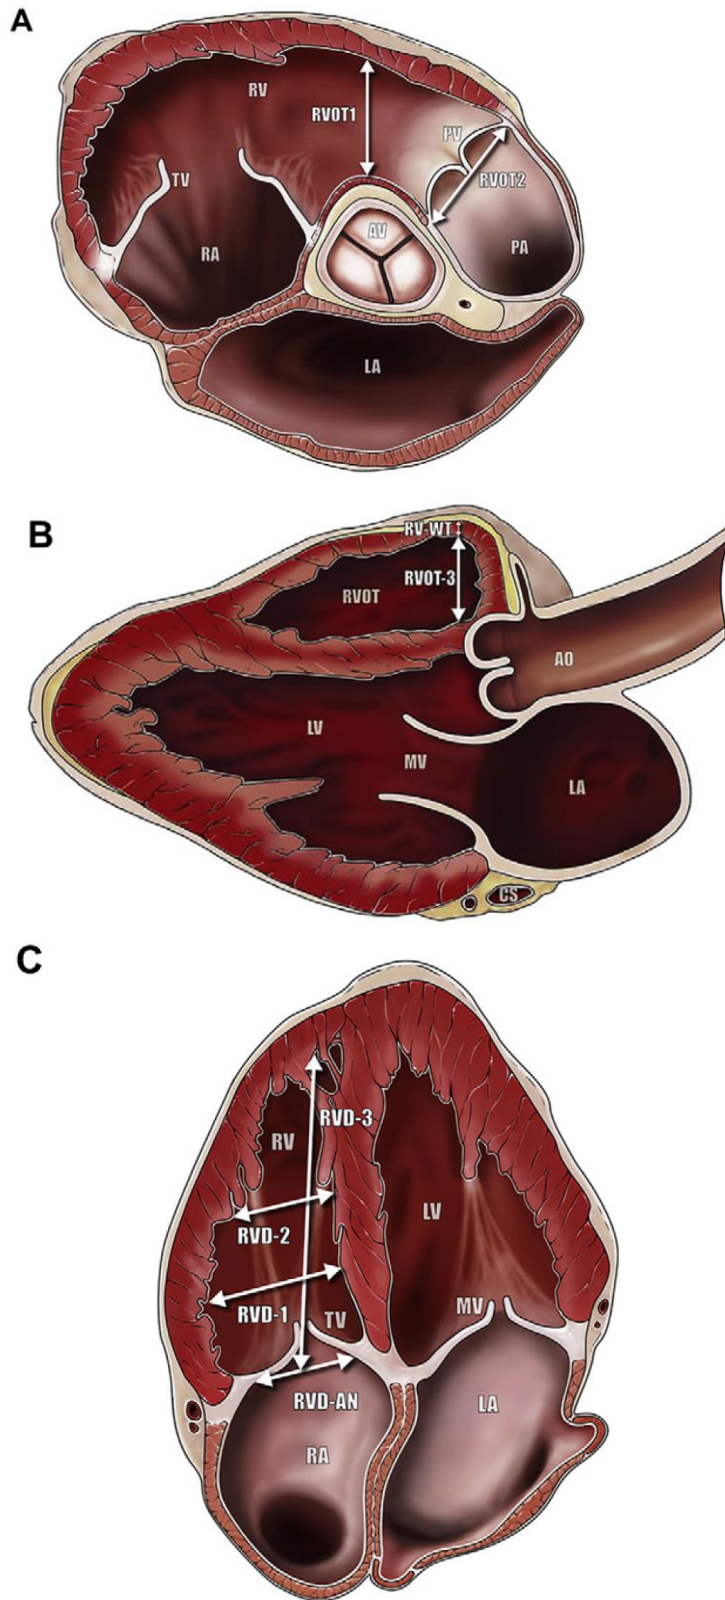 A
RV
RVOT1
PV
TV
RVOT2
AV
RA
PA
LA
B
RV-WT
RVOT-3
RVOT
AO
LV
MV
LA
CS
C
RVD-3
RV
LV
RVD-2
RVD-1
TV
MV
RVD-AN
LA
RA